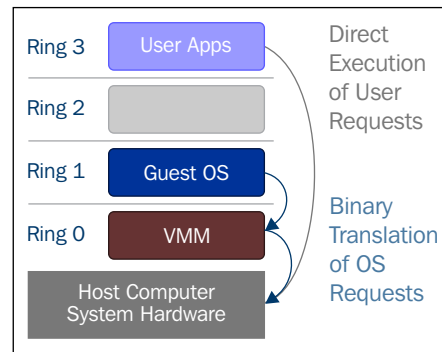 Ring 3
User Apps
Direct
Execution
of User
Requests
Ring 2
Ring 1
Guest OS
Ring 0
VMM
Binary
Translation
of OS
Requests
Host Computer
System Hardware